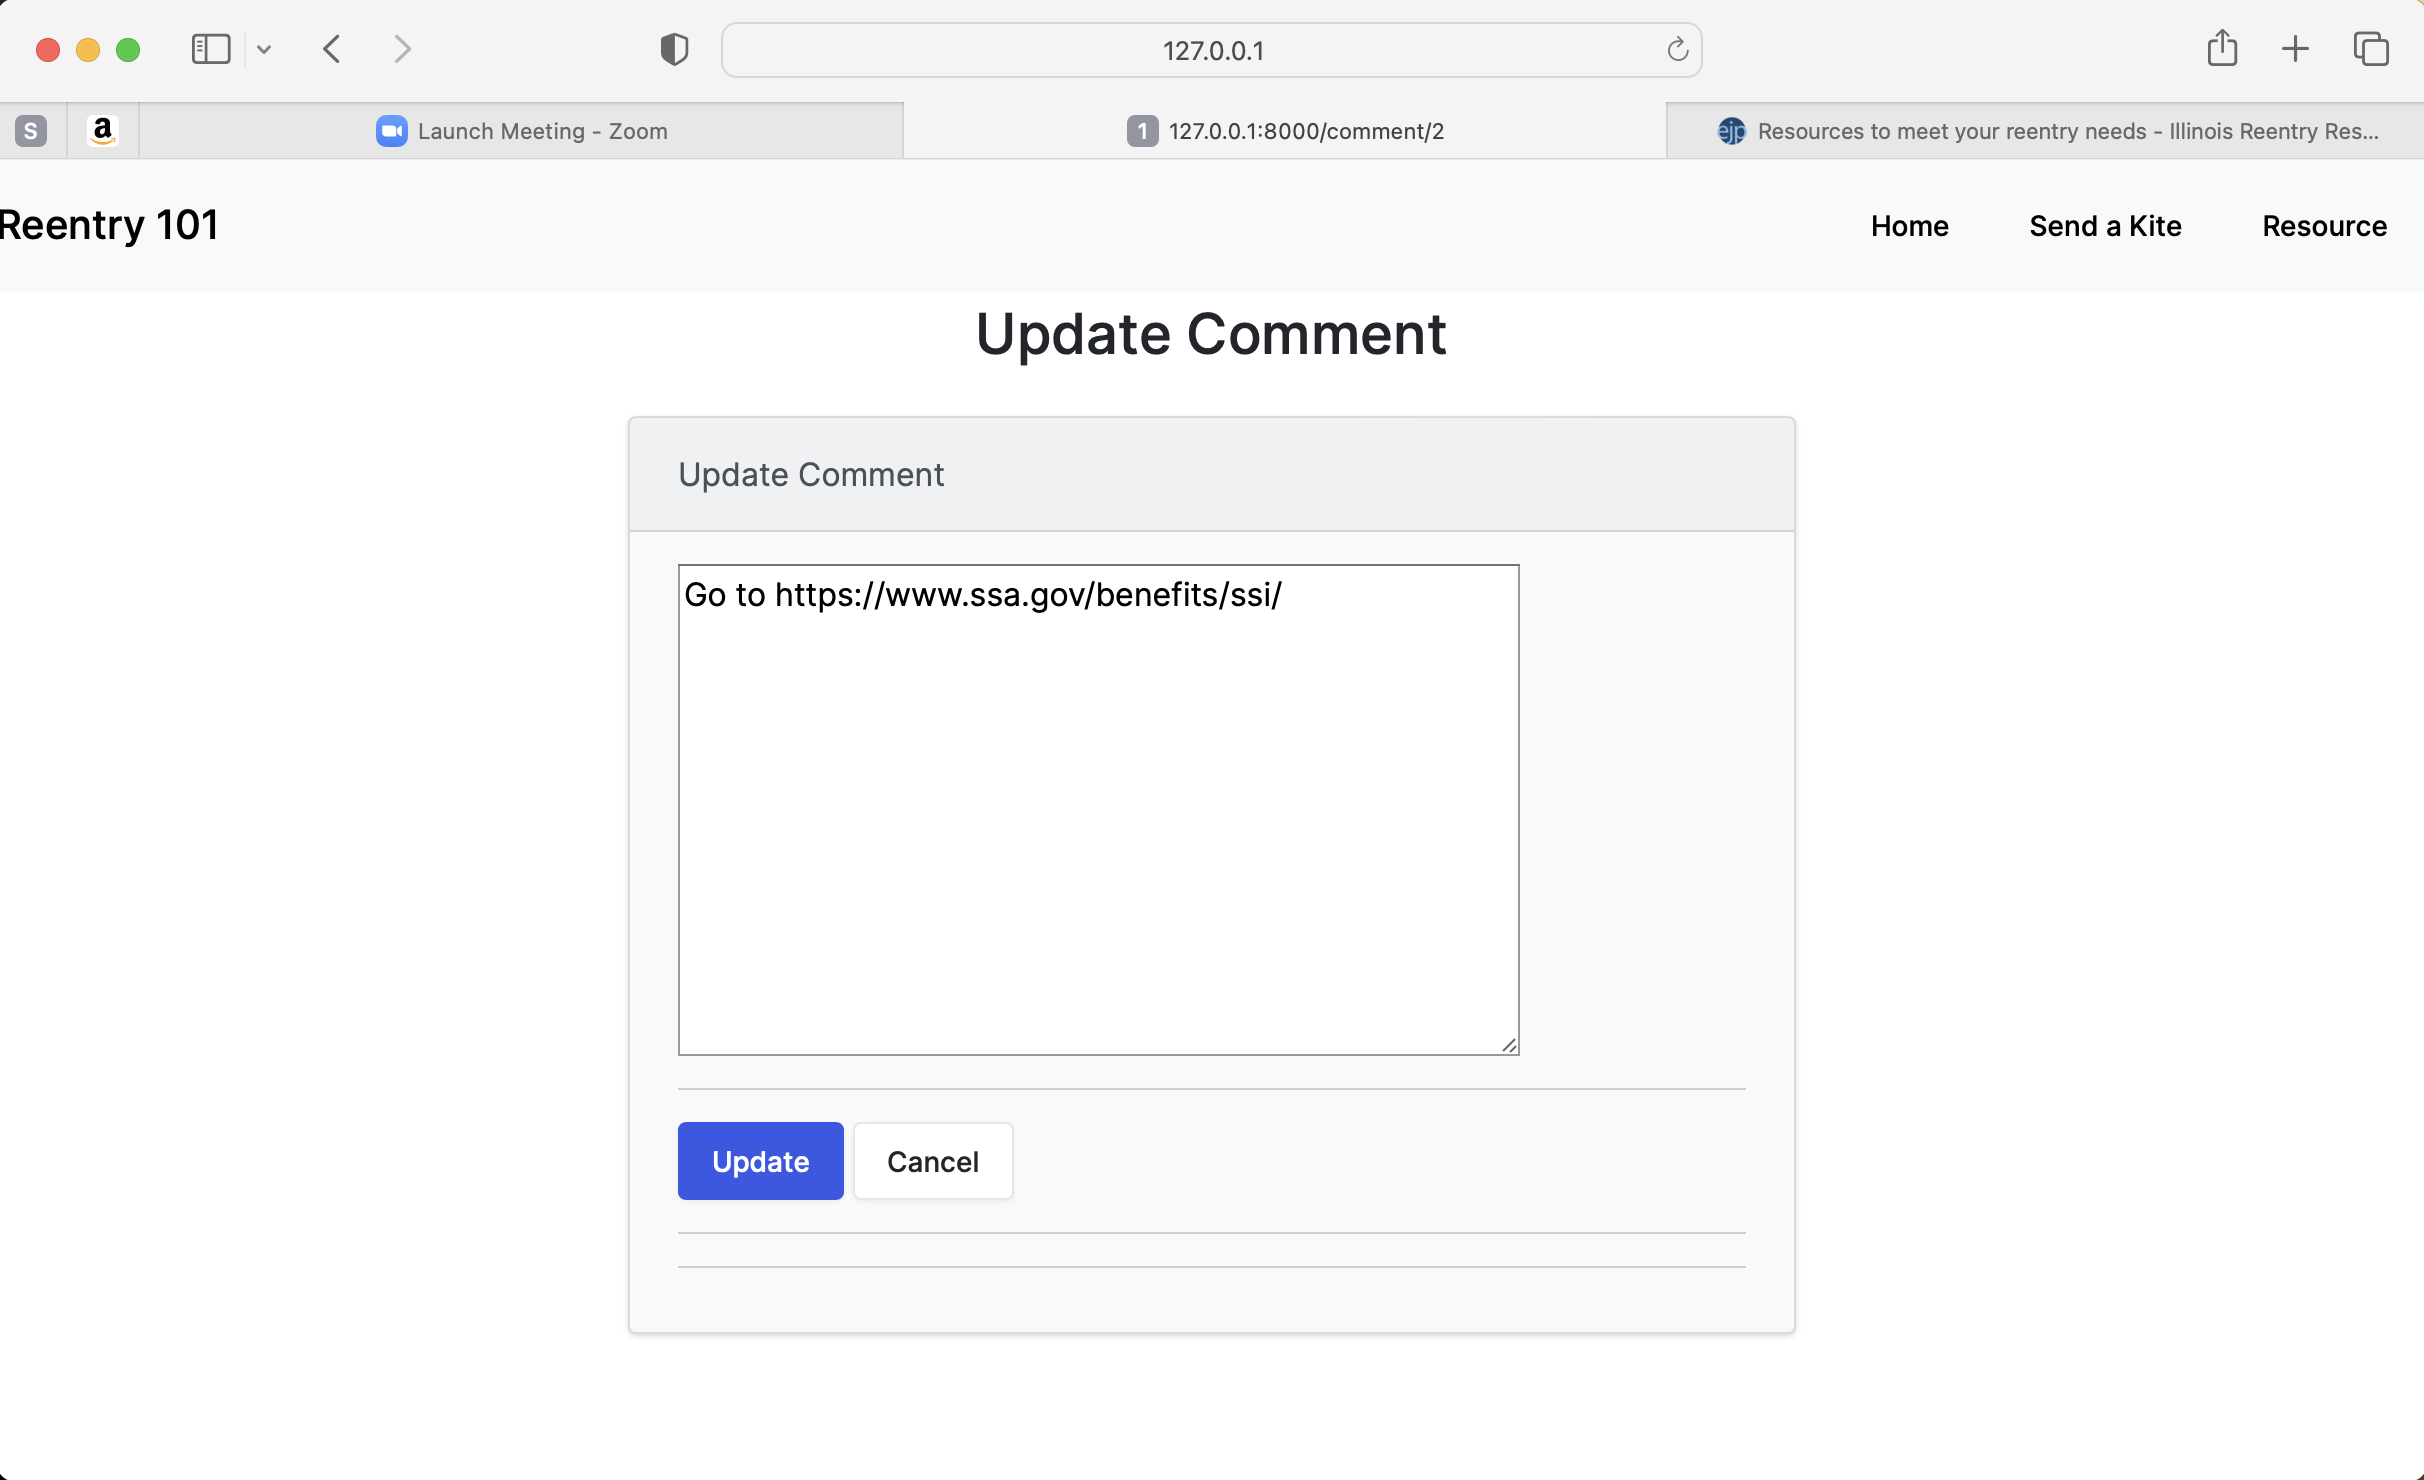 127.0.0.1
S
a
Launch Meeting - Zoom
1 127.0.0.1:8000/comment/2
ejp Resources to meet your reentry needs - Illinois Reentry Res...
Reentry 101
Home Send a Kite Resource
Update Comment
Update Comment
Go to https://www.ssa.gov/benefits/ssi/
Update Cancel